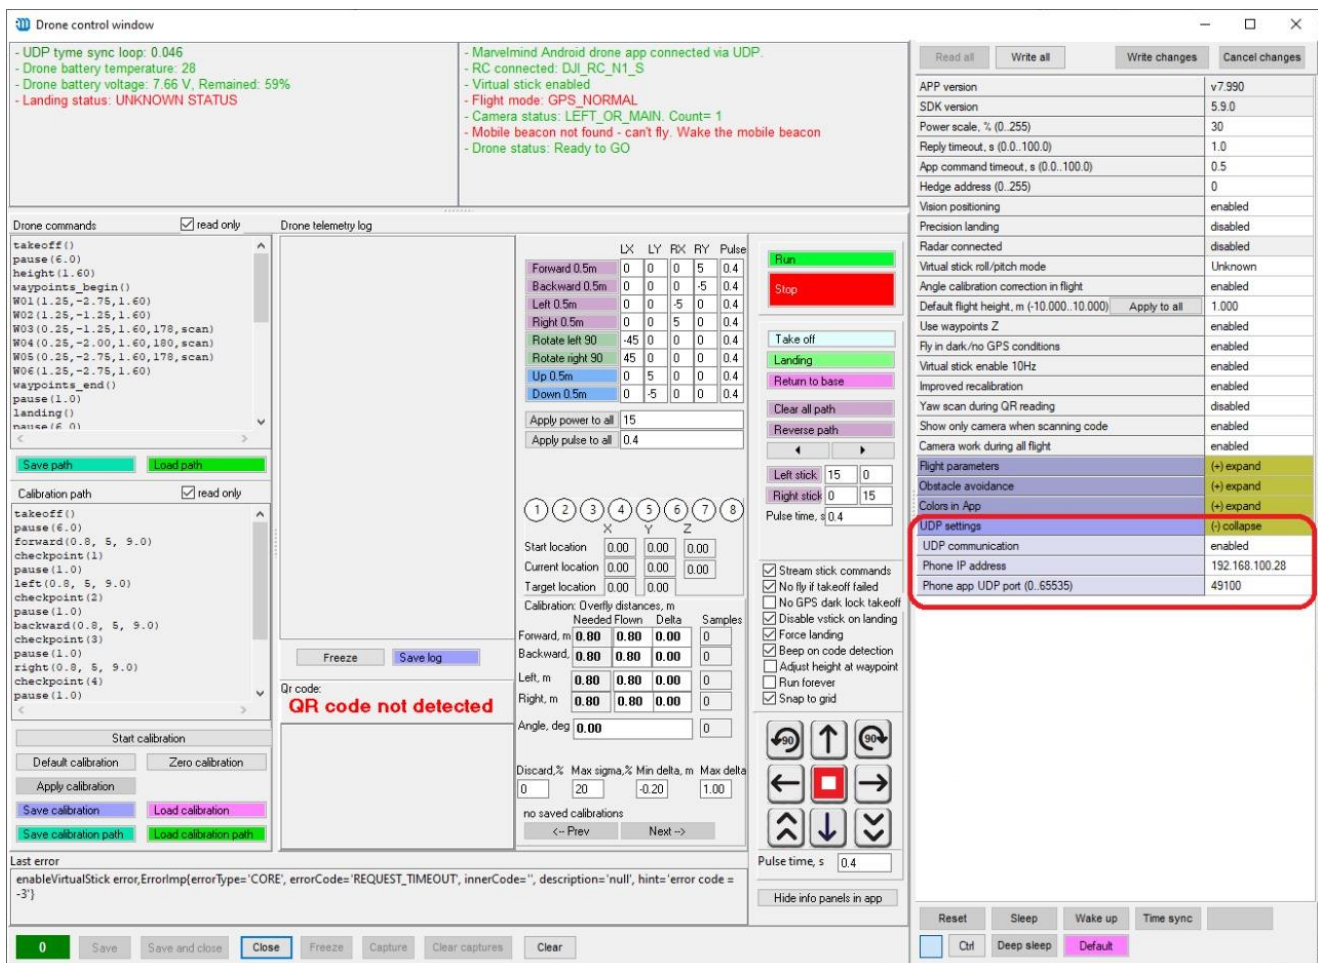 Drone control window
- UDP tyme sync loop: 0.046
- Drone battery temperature: 28
- Drone battery voltage: 7.66 V, Remained: 59%
- Landing status: UNKNOWN STATUS
- Marvelmind Android drone app connected via UDP.
- RC connected: DJI_RC_N1_S
- Virtual stick enabled
- Flight mode: GPS_NORMAL
- Camera status: LEFT_OR_MAIN. Count= 1
- Mobile beacon not found - can't fly. Wake the mobile beacon
- Drone status: Ready to GO
Drone commands read only
takeoff()
pause(6.0)
height(1.60)
waypoints_begin()
W01(1.25,-2.75,1.60)
W02(1.25,-1.25,1.60)
W03(0.25,-1.25,1.60,178,scan)
W04(0.25,-2.00,1.60,180,scan)
W05(0.25,-2.75,1.60,178,scan)
W06(1.25,-2.75,1.60)
waypoints_end()
pause(1.0)
landing()
pause(6.0)
Save path Load path
Calibration path read only
takeoff()
pause(6.0)
forward(0.8, 5, 9.0)
checkpoint(1)
pause(1.0)
left(0.8, 5, 9.0)
checkpoint(2)
pause(1.0)
backward(0.8, 5, 9.0)
checkpoint(3)
pause(1.0)
right(0.8, 5, 9.0)
checkpoint(4)
pause(1.0)
Start calibration
Default calibration Zero calibration
Apply calibration
Save calibration Load calibration
Save calibration path Load calibration path
Drone telemetry log
Freeze Save log
Qr code:
QR code not detected
LX LY RX RY Pulse
Forward 0.5m 0 0 0 5 0.4
Backward 0.5m 0 0 0 -5 0.4
Left 0.5m 0 0 -5 0 0.4
Right 0.5m 0 0 5 0 0.4
Rotate left 90 -45 0 0 0 0.4
Rotate right 90 45 0 0 0 0.4
Up 0.5m 0 5 0 0 0.4
Down 0.5m 0 -5 0 0 0.4
Apply power to all 15
Apply pulse to all 0.4
1 2 3 4 5 6 7 8
X Y Z
Start location 0.00 0.00 0.00
Current location 0.00 0.00 0.00
Target location 0.00 0.00
Calibration: Overfly distances, m
Needed Flown Delta Samples
Forward, m 0.80 0.80 0.00 0
Backward, 0.80 0.80 0.00 0
Left, m 0.80 0.80 0.00 0
Right, m 0.80 0.80 0.00 0
Angle, deg 0.00 0
Discard,% Max sigma,% Min delta, m Max delta
0 20 -0.20 1.00
no saved calibrations
<-- Prev Next -->
Run
Stop
Take off
Landing
Return to base
Clear all path
Reverse path
Left stick 15 0
Right stick 0 15
Pulse time, s 0.4
Stream stick commands
No fly if takeoff failed
No GPS dark lock takeoff
Disable vstick on landing
Force landing
Beep on code detection
Adjust height at waypoint
Run forever
Snap to grid
90 90
Pulse time, s 0.4
Hide info panels in app
Last error
enableVirtualStick error,ErrorImp{errorType='CORE', errorCode='REQUEST_TIMEOUT', innerCode='', description='null', hint='error code =
-3'}
0 Save Save and close Close Freeze Capture Clear captures Clear
Read all Write all Write changes Cancel changes
APP version v7.990
SDK version 5.9.0
Power scale, % (0..255) 30
Reply timeout, s (0.0..100.0) 1.0
App command timeout, s (0.0..100.0) 0.5
Hedge address (0..255) 0
Vision positioning enabled
Precision landing disabled
Radar connected disabled
Virtual stick roll/pitch mode Unknown
Angle calibration correction in flight enabled
Default flight height, m (-10.000..10.000) Apply to all 1.000
Use waypoints Z enabled
Fly in dark/no GPS conditions enabled
Virtual stick enable 10Hz enabled
Improved recalibration enabled
Yaw scan during QR reading disabled
Show only camera when scanning code enabled
Camera work during all flight enabled
Flight parameters (+) expand
Obstacle avoidance (+) expand
Colors in App (+) expand
UDP settings (-) collapse
UDP communication enabled
Phone IP address 192.168.100.28
Phone app UDP port (0..65535) 49100
Reset Sleep Wake up Time sync
Ctrl Deep sleep Default